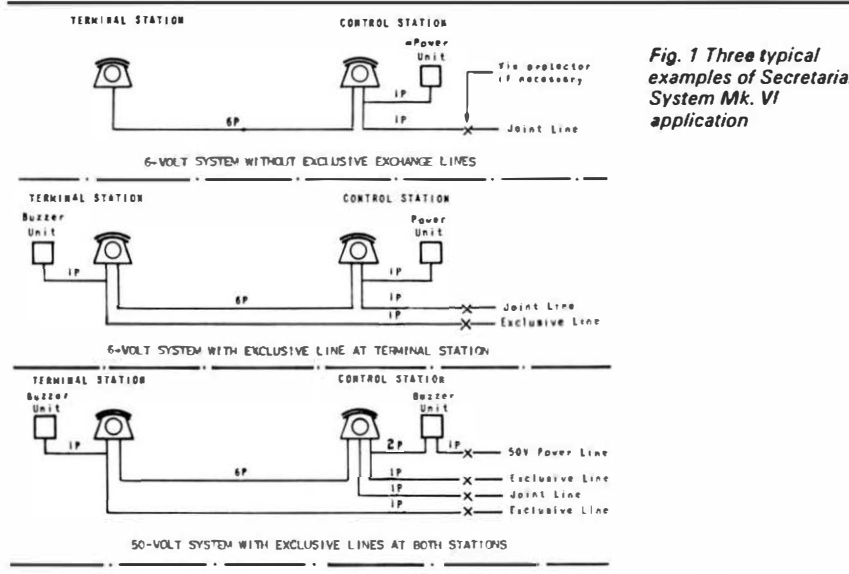 TERMINAL STATION
CONTROL STATION
Power
Unit
Via protector
if necessary
1P
6P
1P
Joint Line
6-VOLT SYSTEM WITHOUT EXCLUSIVE EXCHANGE LINES
Fig. 1 Three typical
examples of Secretarial
System Mk. VI
application
TERMINAL STATION
CONTROL STATION
Buzzer
Unit
Power
Unit
1P
1P
6P
1P
Joint Line
1P
Exclusive Line
6-VOLT SYSTEM WITH EXCLUSIVE LINE AT TERMINAL STATION
TERMINAL STATION
CONTROL STATION
Buzzer
Unit
Buzzer
Unit
1P
2P
1P
50V Power Line
6P
1P
Exclusive Line
1P
Joint Line
1P
Exclusive Line
50-VOLT SYSTEM WITH EXCLUSIVE LINES AT BOTH STATIONS